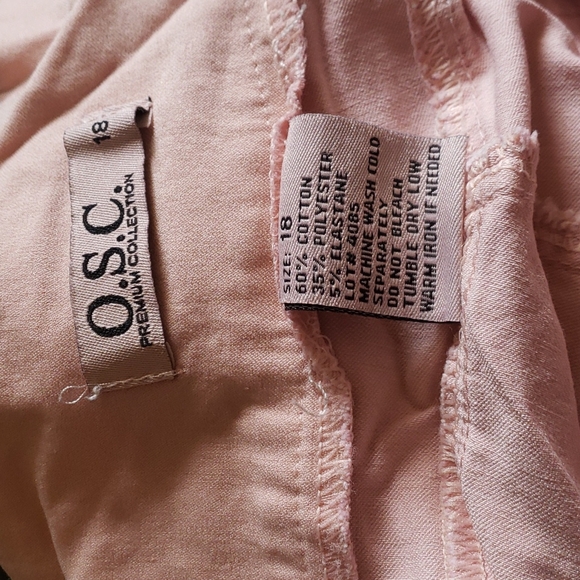 18
O.S.C.
PREMIUM COLLECTION
SIZE: 18
60% COTTON
35% POLYESTER
5% ELASTANE
LOT# 4085
MACHINE WASH COLD
SEPARATELY
DO NOT BLEACH
TUMBLE DRY LOW
WARM IRON IF NEEDED